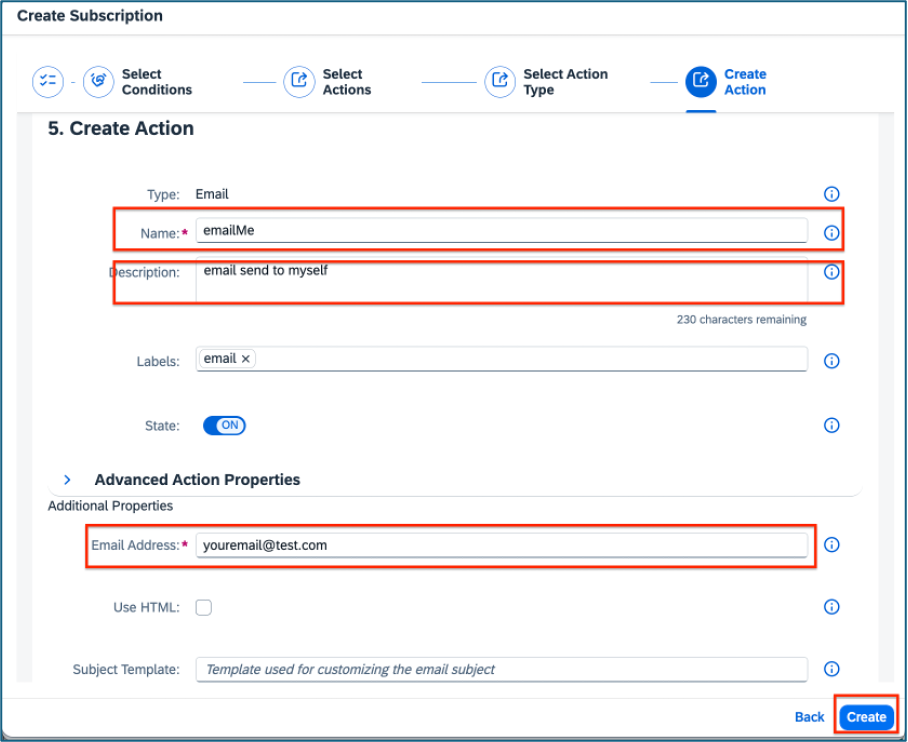 Create Subscription
Select
Conditions
Select
Actions
Select Action
Type
Create
Action
5. Create Action
Type: Email
Name:* emailMe
Description: email send to myself
230 characters remaining
Labels: email ×
State: ON
Advanced Action Properties
Additional Properties
Email Address:* youremail@test.com
Use HTML:
Subject Template: Template used for customizing the email subject
Back Create